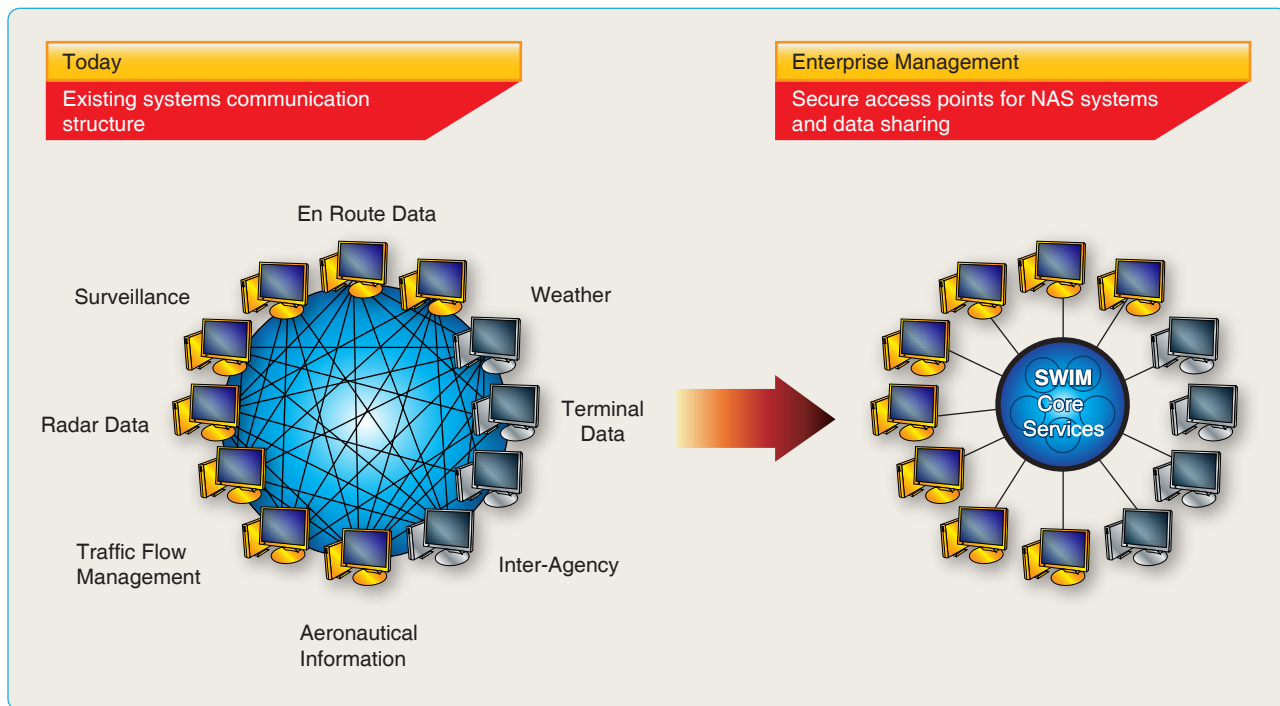 Today
Existing systems communication
structure
Enterprise Management
Secure access points for NAS systems
and data sharing
En Route Data
Surveillance
Weather
Radar Data
Terminal
Data
Traffic Flow
Management
Inter-Agency
Aeronautical
Information
SWIM
Core
Services